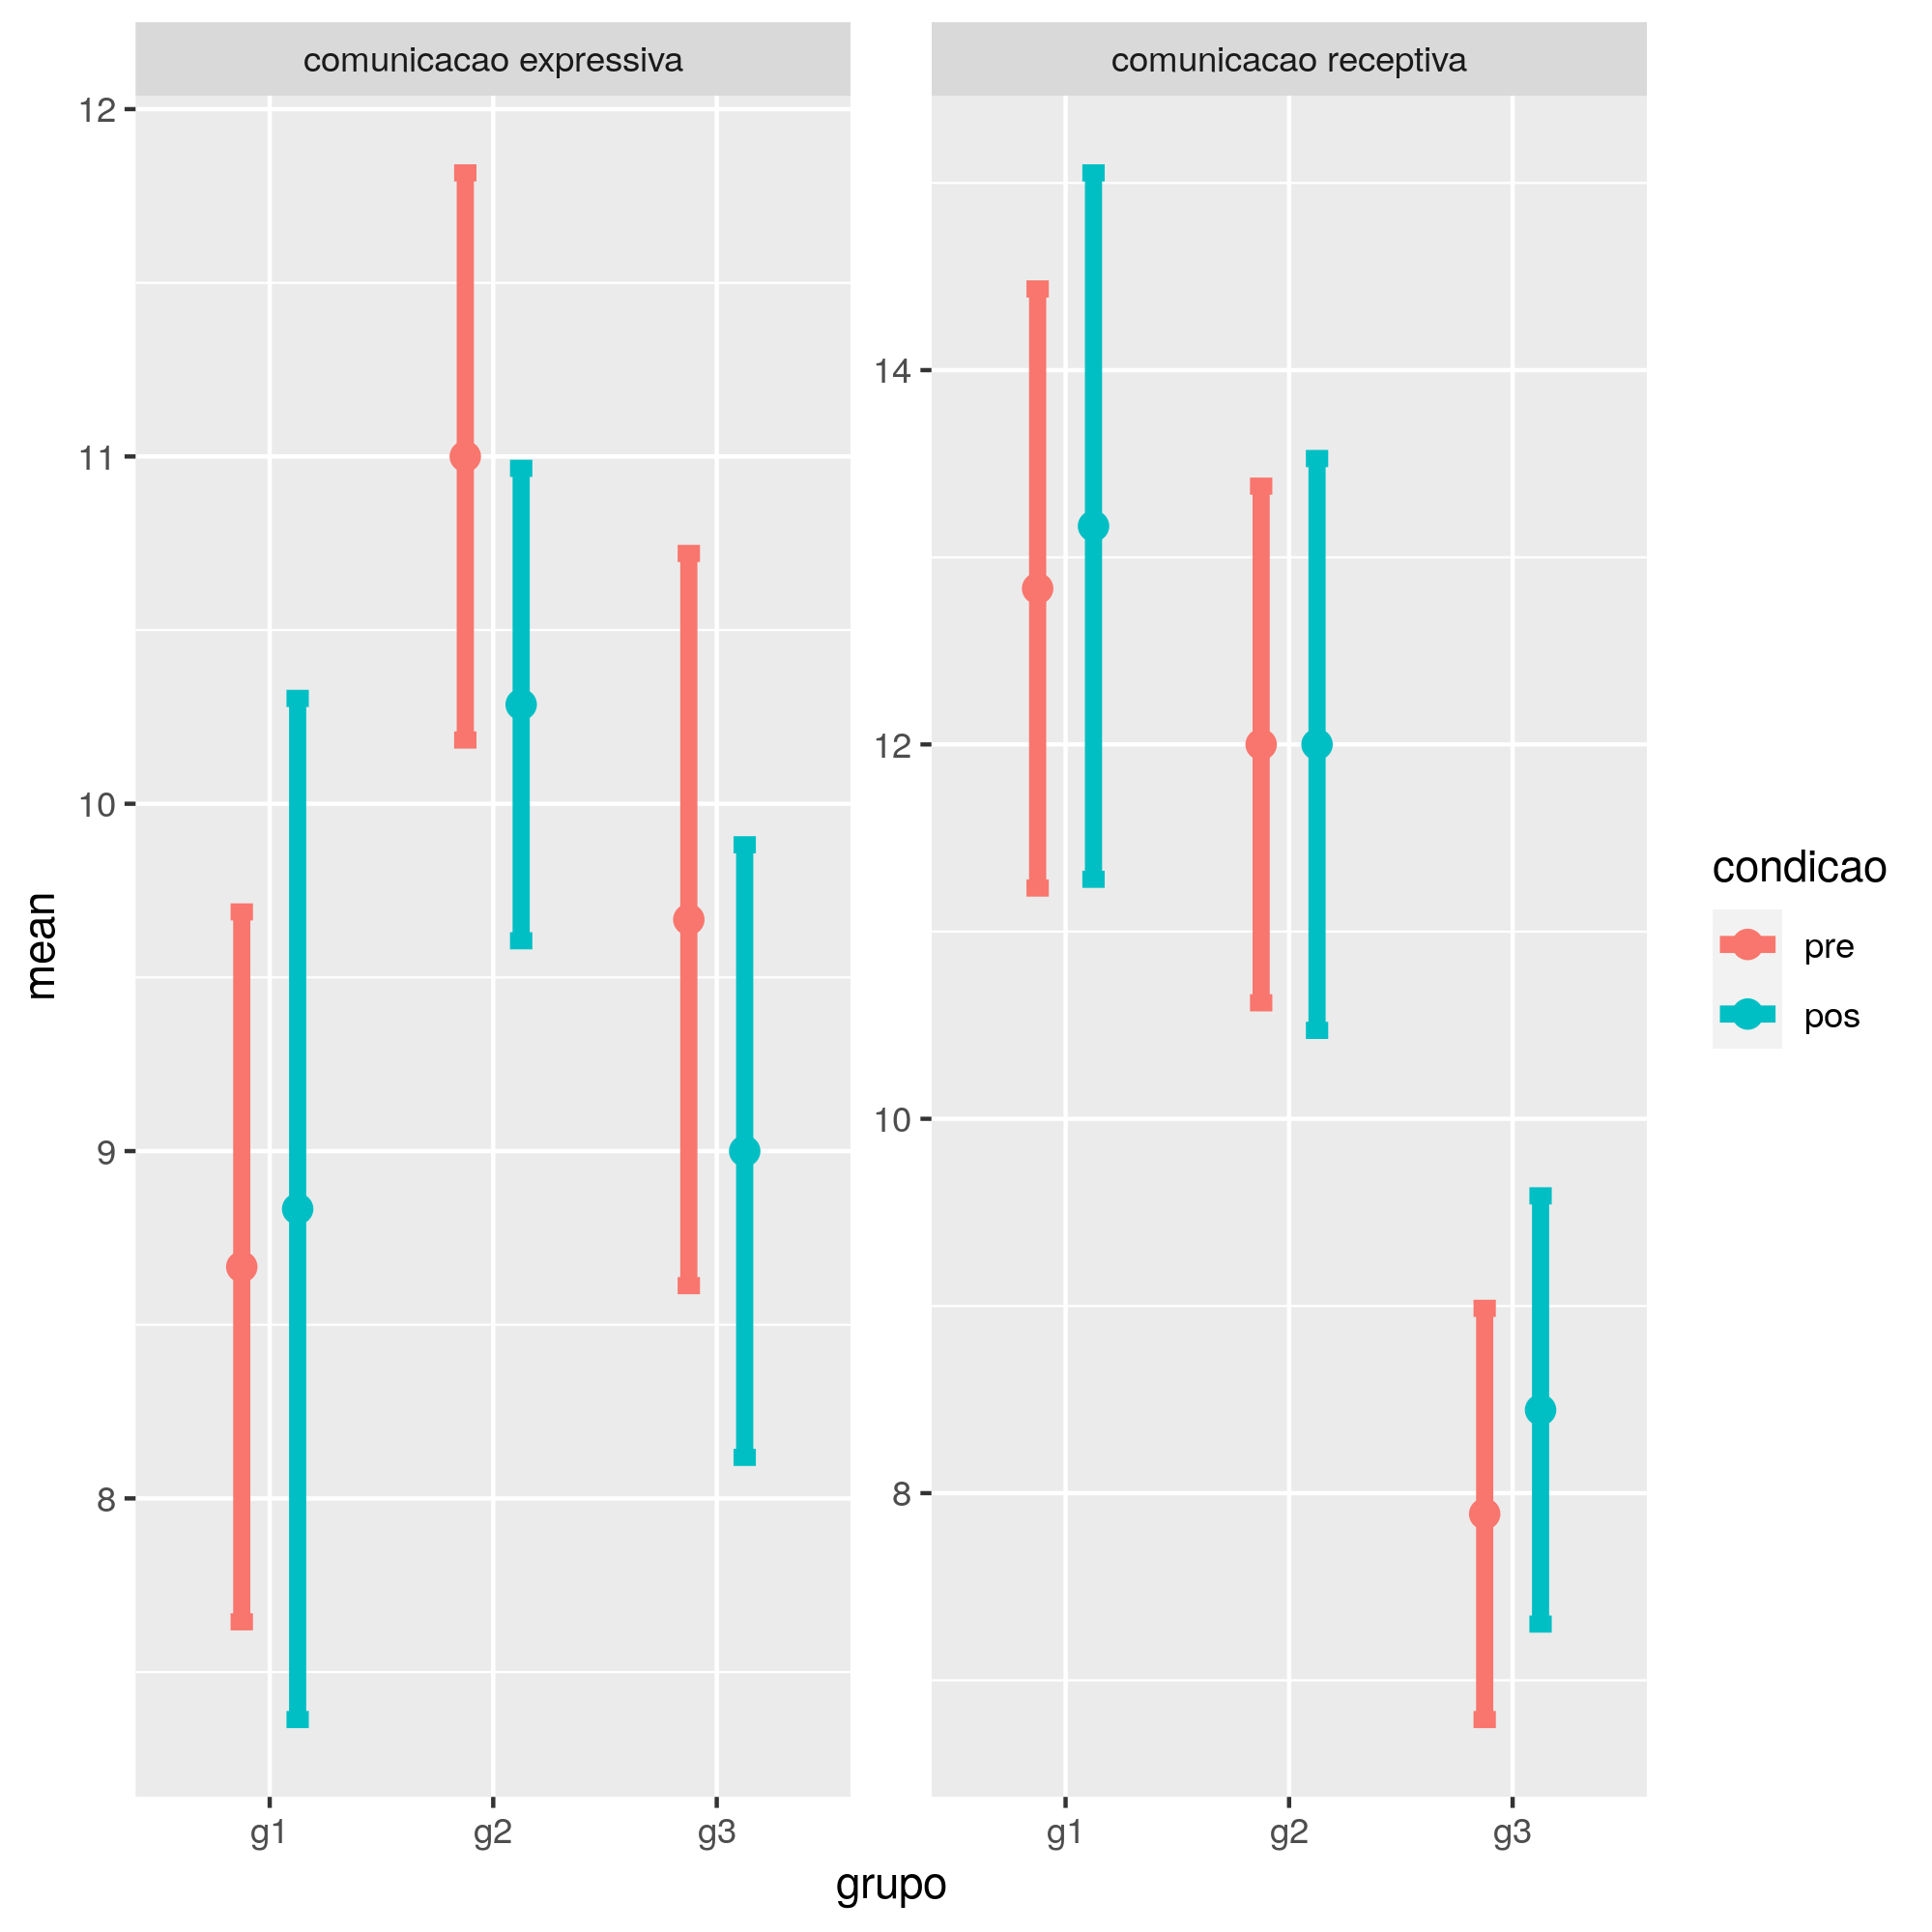 comunicacao expressiva
comunicacao receptiva
12
11
10
9
8
14
12
10
8
mean
g1 g2 g3
g1 g2 g3
grupo
condicao
pre
pos